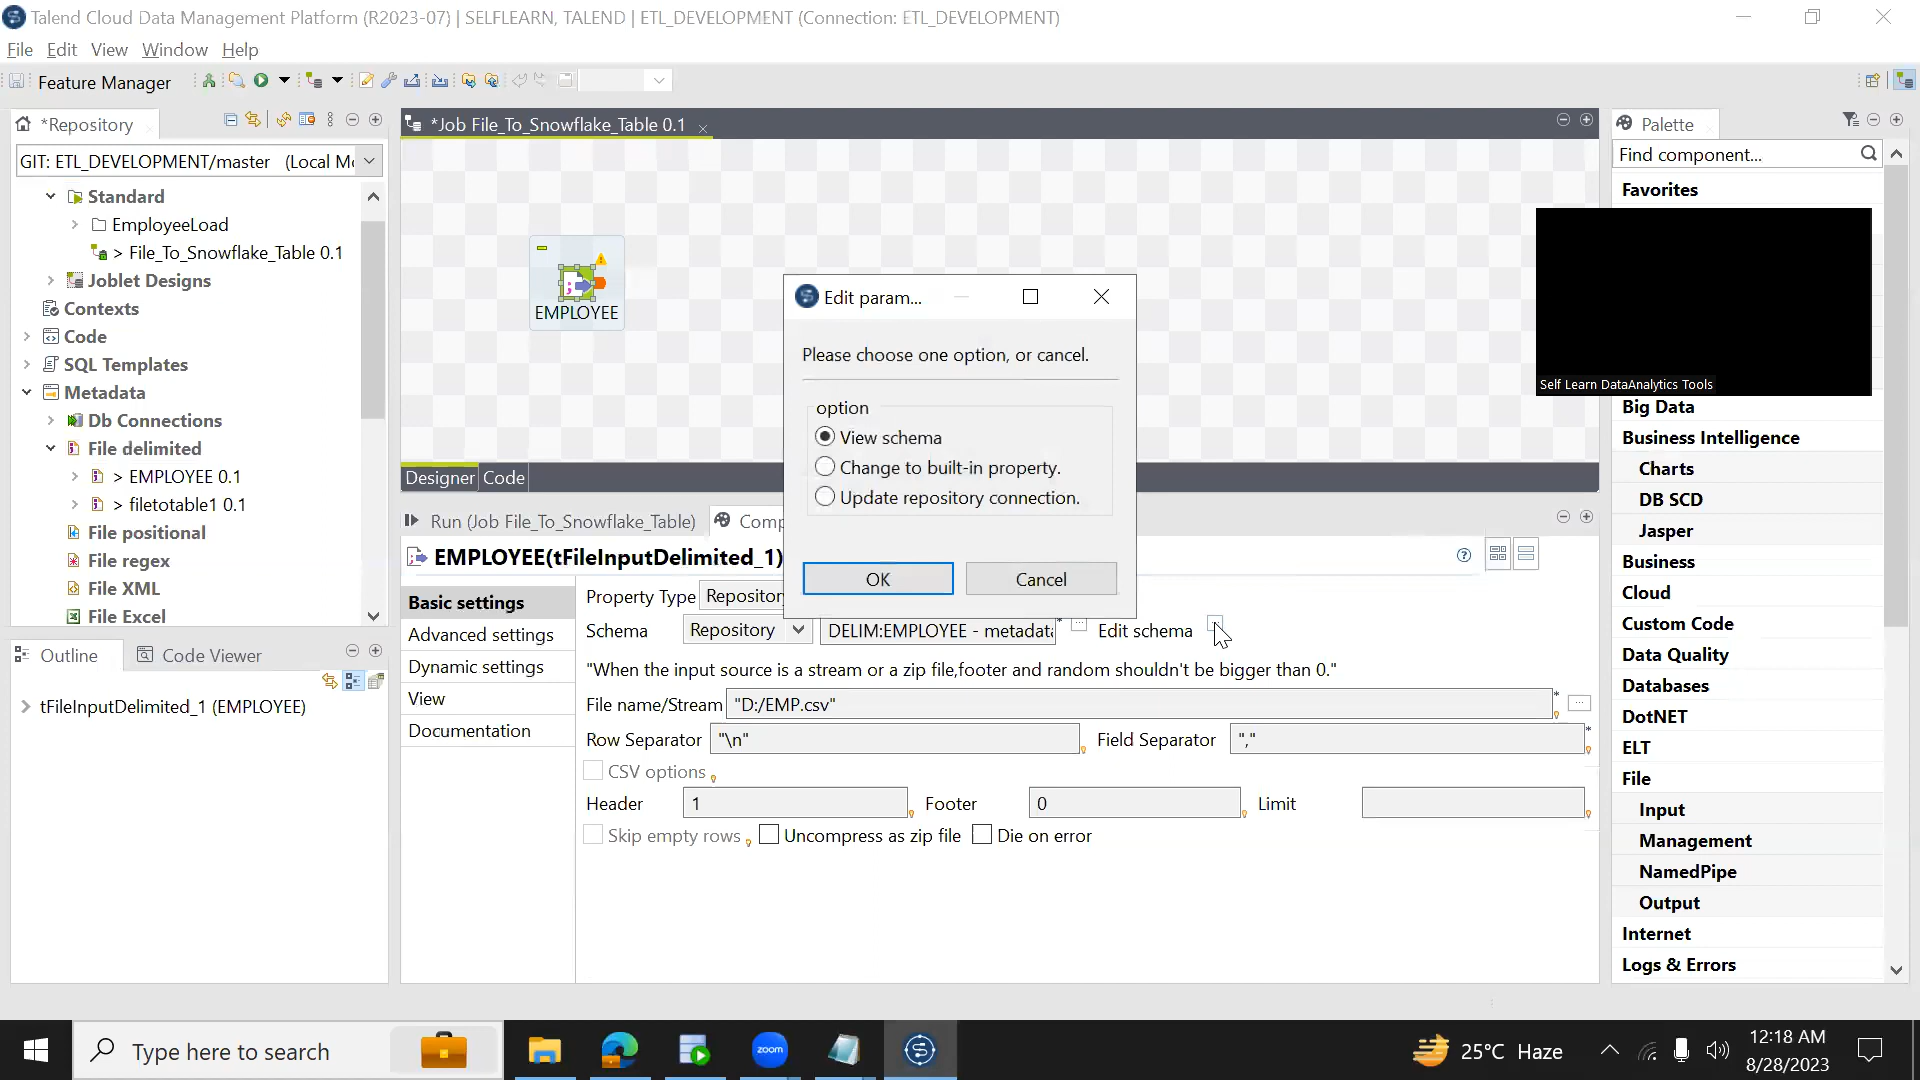 Talend Cloud Data Management Platform (R2023-07) | SELFLEARN, TALEND | ETL_DEVELOPMENT (Connection: ETL_DEVELOPMENT)
File Edit View Window Help
Feature Manager
*Repository
GIT: ETL_DEVELOPMENT/master (Local Mo
Standard
EmployeeLoad
> File_To_Snowflake_Table 0.1
Joblet Designs
Contexts
Code
SQL Templates
Metadata
Db Connections
File delimited
> EMPLOYEE 0.1
> filetotable1 0.1
File positional
File regex
File XML
File Excel
Outline
Code Viewer
tFileInputDelimited_1 (EMPLOYEE)
*Job File_To_Snowflake_Table 0.1
EMPLOYEE
Designer Code
Edit param...
Please choose one option, or cancel.
option
View schema
Change to built-in property.
Update repository connection.
OK
Cancel
Run (Job File_To_Snowflake_Table)
Comp
EMPLOYEE(tFileInputDelimited_1)
Basic settings
Advanced settings
Dynamic settings
View
Documentation
Property Type Repository
Schema Repository DELIM:EMPLOYEE - metadata * ... Edit schema
"When the input source is a stream or a zip file,footer and random shouldn't be bigger than 0."
File name/Stream "D:/EMP.csv" * ...
Row Separator "\n" Field Separator "," *
CSV options
Header 1 Footer 0 Limit
Skip empty rows Uncompress as zip file Die on error
Palette
Find component...
Favorites
Self Learn DataAnalytics Tools
Big Data
Business Intelligence
Charts
DB SCD
Jasper
Business
Cloud
Custom Code
Data Quality
Databases
DotNET
ELT
File
Input
Management
NamedPipe
Output
Internet
Logs & Errors
Type here to search
zoom
25°C Haze
12:18 AM
8/28/2023